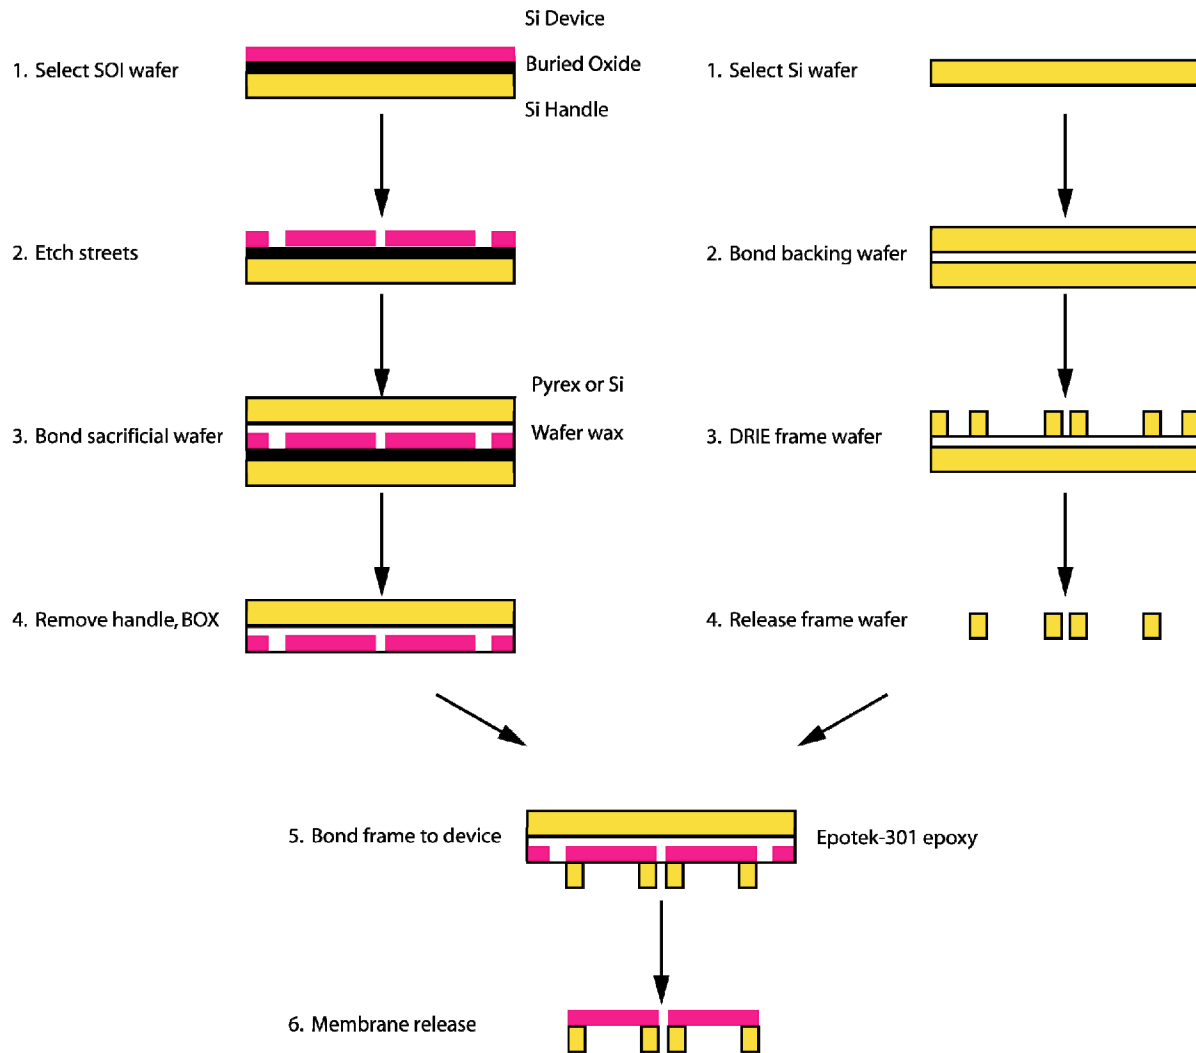 Si Device
1. Select SOI wafer
Buried Oxide
Si Handle
1. Select Si wafer
2. Etch streets
2. Bond backing wafer
Pyrex or Si
3. Bond sacrificial wafer
Wafer wax
3. DRIE frame wafer
4. Remove handle, BOX
4. Release frame wafer
5. Bond frame to device
Epotek-301 epoxy
6. Membrane release